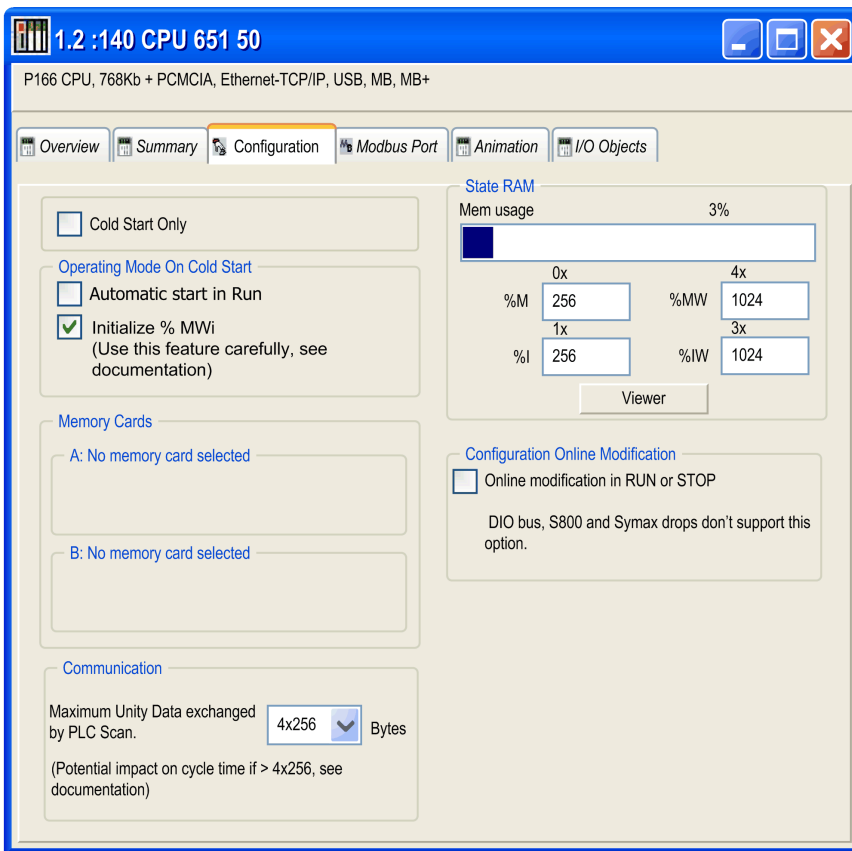 1.2 :140 CPU 651 50
P166 CPU, 768Kb + PCMCIA, Ethernet-TCP/IP, USB, MB, MB+
Overview
Summary
Configuration
Modbus Port
Animation
I/O Objects
Cold Start Only
Operating Mode On Cold Start
Automatic start in Run
Initialize % MWi
(Use this feature carefully, see
documentation)
Memory Cards
A: No memory card selected
B: No memory card selected
Communication
Maximum Unity Data exchanged
by PLC Scan.
4x256
Bytes
(Potential impact on cycle time if > 4x256, see
documentation)
State RAM
Mem usage
3%
0x
4x
%M
256
%MW
1024
1x
3x
%I
256
%IW
1024
Viewer
Configuration Online Modification
Online modification in RUN or STOP
DIO bus, S800 and Symax drops don't support this
option.